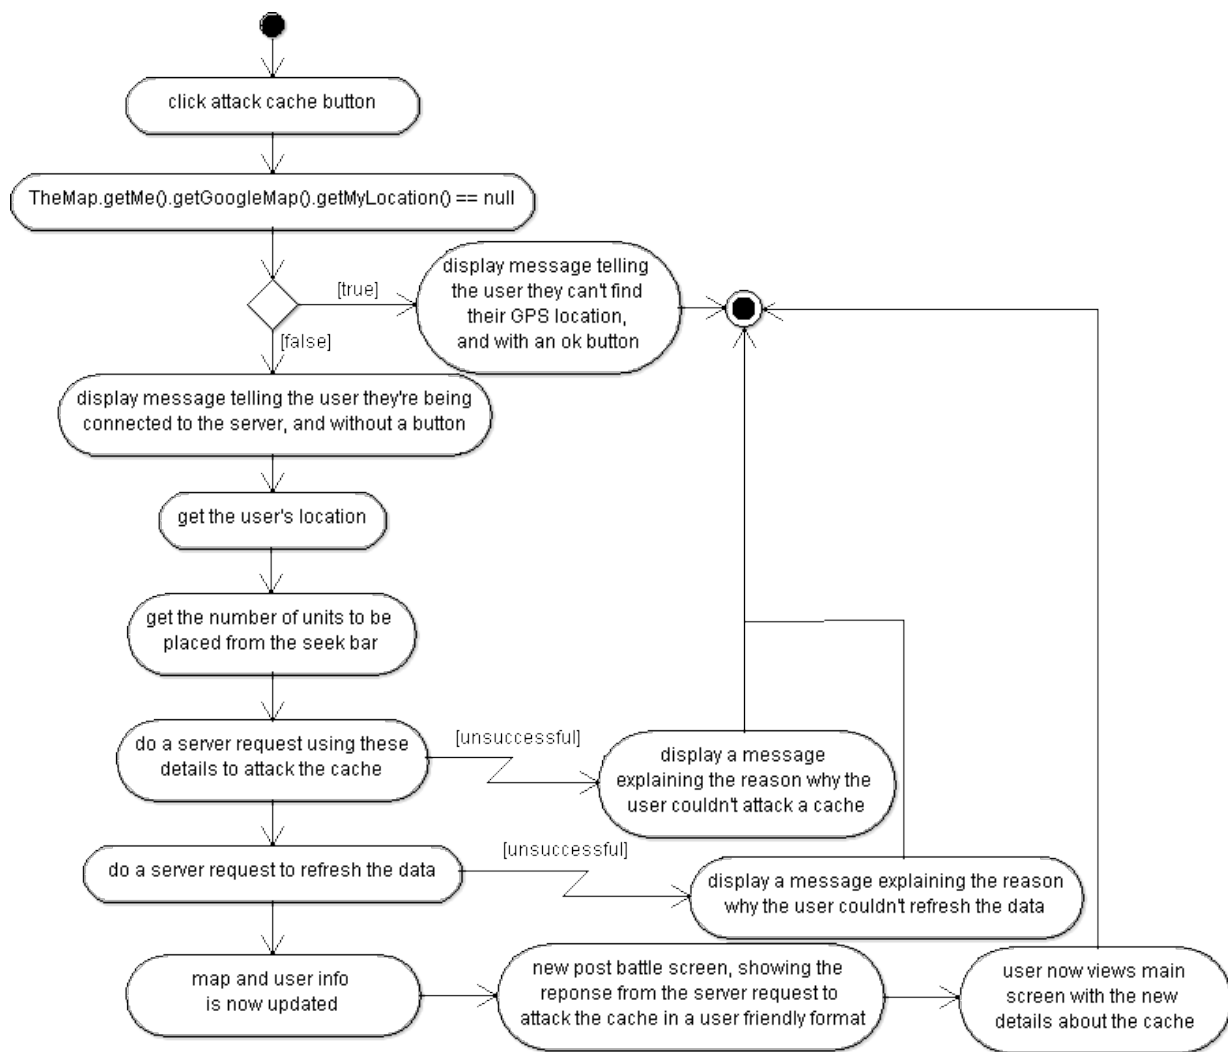 click attack cache button
TheMap.getMe().getGoogleMap().getMyLocation() == null
[true]
display message telling
the user they can't find
their GPS location,
and with an ok button
[false]
display message telling the user they're being
connected to the server, and without a button
get the user's location
get the number of units to be
placed from the seek bar
do a server request using these
details to attack the cache
[unsuccessful]
display a message
explaining the reason why the
user couldn't attack a cache
do a server request to refresh the data
[unsuccessful]
display a message explaining the reason
why the user couldn't refresh the data
map and user info
is now updated
new post battle screen, showing the
reponse from the server request to
attack the cache in a user friendly format
user now views main
screen with the new
details about the cache